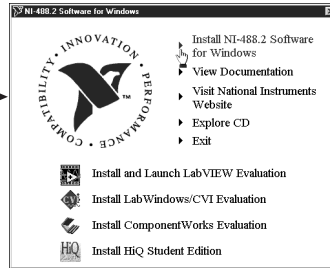 NI-488.2 Software for Windows
INNOVATION • PERFORMANCE • COMPATIBILITY •
TM
Install NI-488.2 Software
for Windows
View Documentation
Visit National Instruments
Website
Explore CD
Exit
Install and Launch LabVIEW Evaluation
CVI
Install LabWindows/CVI Evaluation
Install ComponentWorks Evaluation
HiQ
Install HiQ Student Edition